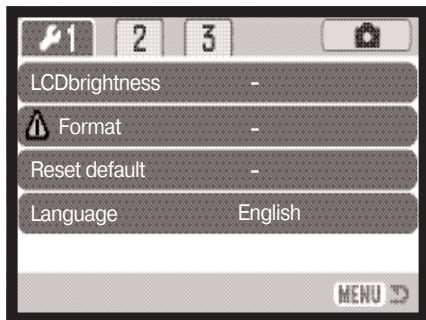 1 2 3
LCDbrightness -
Format -
Reset default -
Language English
MENU